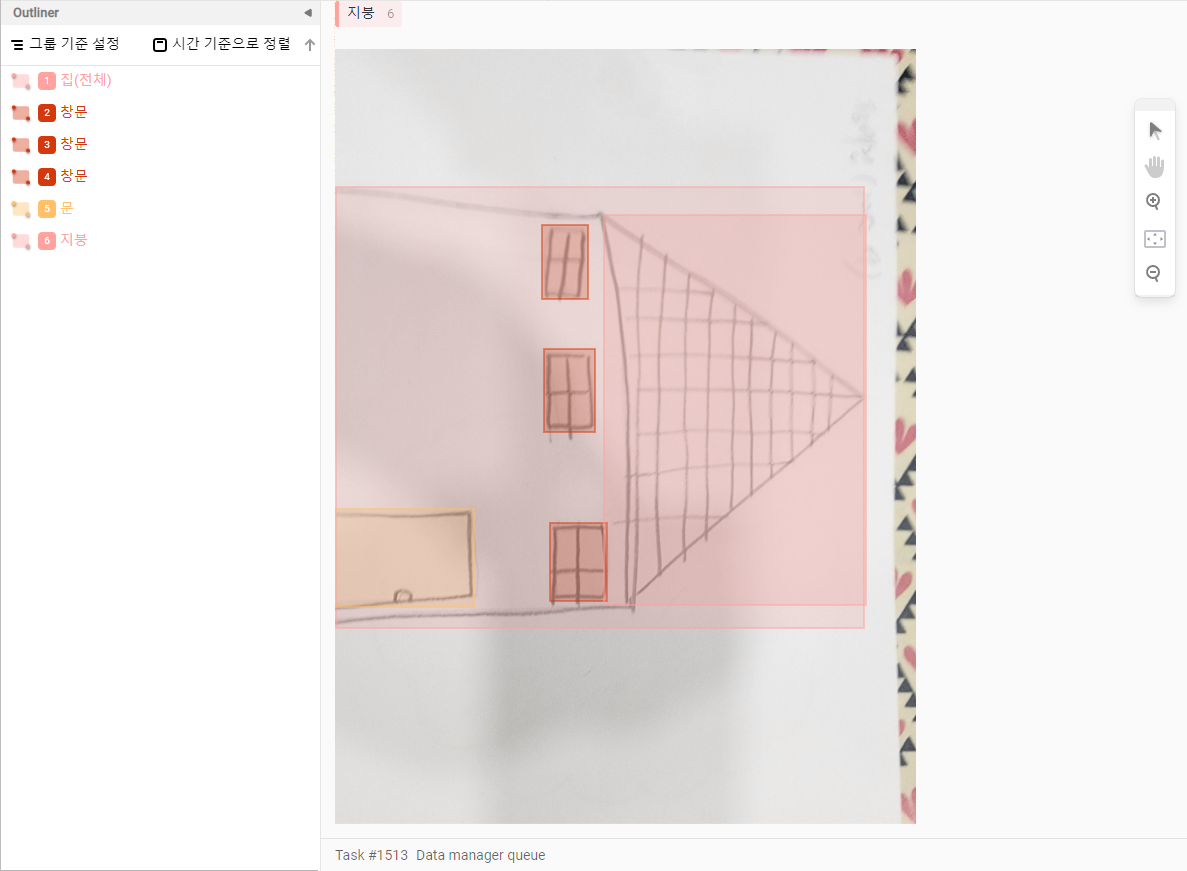 Outliner
그룹 기준 설정
시간 기준으로 정렬
1 집(전체)
2 창문
3 창문
4 창문
5 문
6 지붕
지붕 6
Task #1513 Data manager queue